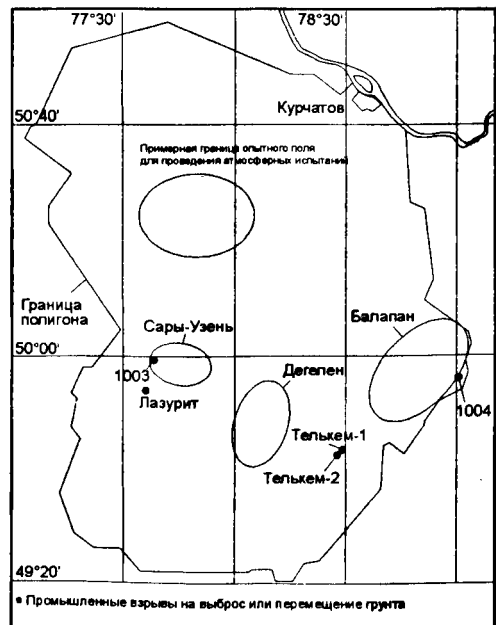 77°30' 78°30'
Курчатов
50°40'
Примерная граница опытного поля
для проведения атмосферных испытаний
Граница
полигона
Сары-Узень
Балапан
50°00'
1003
Лазурит
Дегелен
1004
Телькем-1
Телькем-2
49°20'
• Промышленные взрывы на выброс или перемещение грунта